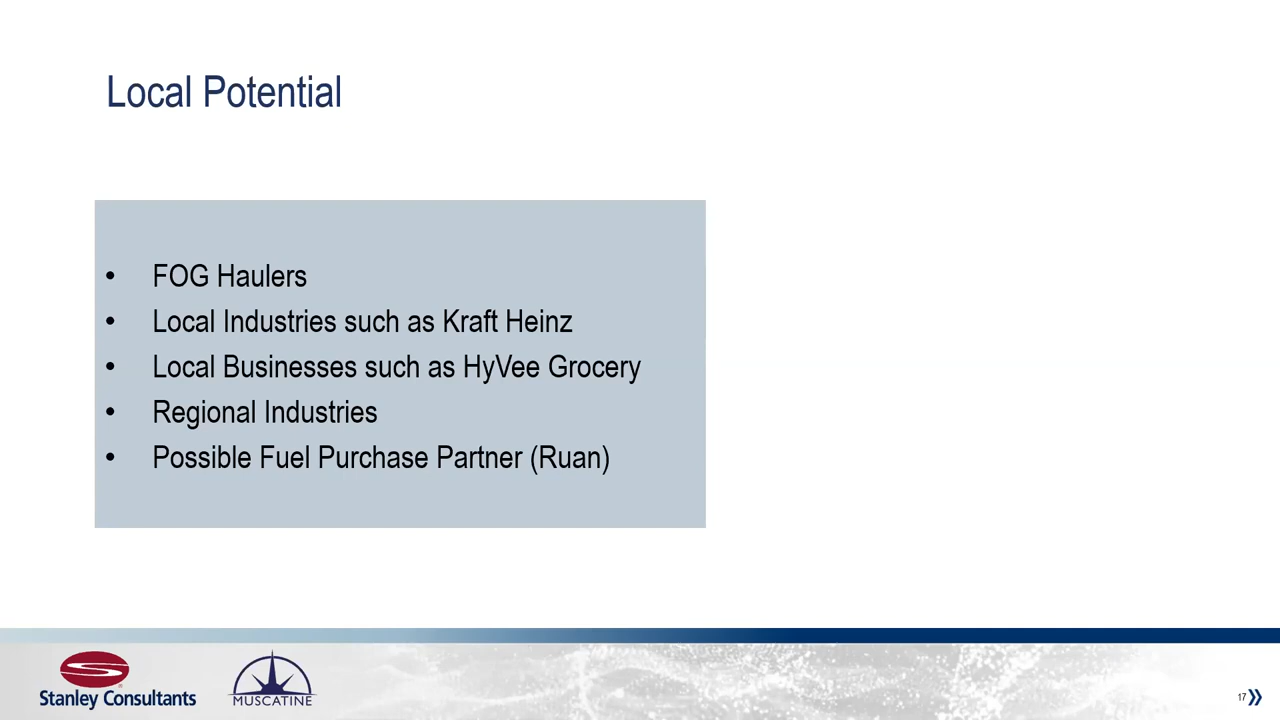 Local Potential
• FOG Haulers
• Local Industries such as Kraft Heinz
• Local Businesses such as HyVee Grocery
• Regional Industries
• Possible Fuel Purchase Partner (Ruan)
Stanley Consultants
MUSCATINE
17